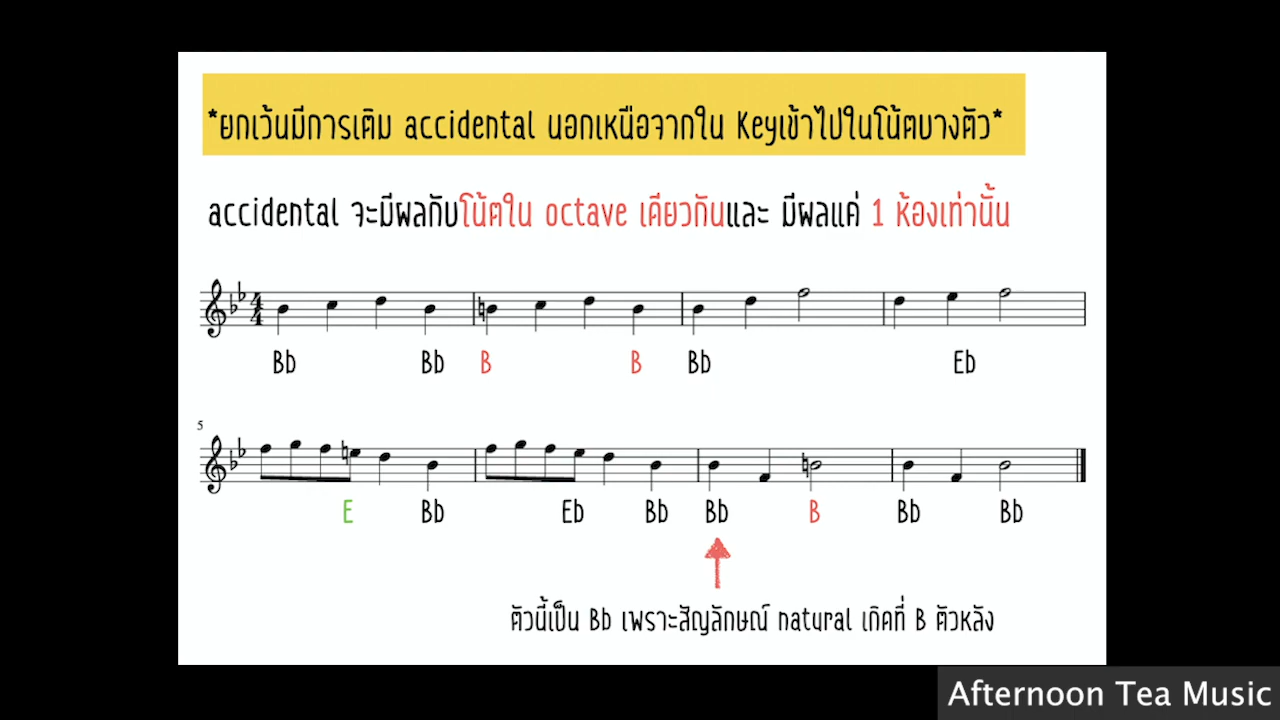 *ยกเว้นมีการเติม accidental นอกเหนือจากใน Keyเข้าไปในโน้ตบางตัว*
accidental จะมีผลกับโน้ตใน octave เดียวกันและ มีผลแค่ 1 ห้องเท่านั้น
4
4
Bb Bb B B Bb Eb
5
E Bb Eb Bb Bb B Bb Bb
ตัวนี้เป็น Bb เพราะสัญลักษณ์ natural เกิดที่ B ตัวหลัง
Afternoon Tea Music